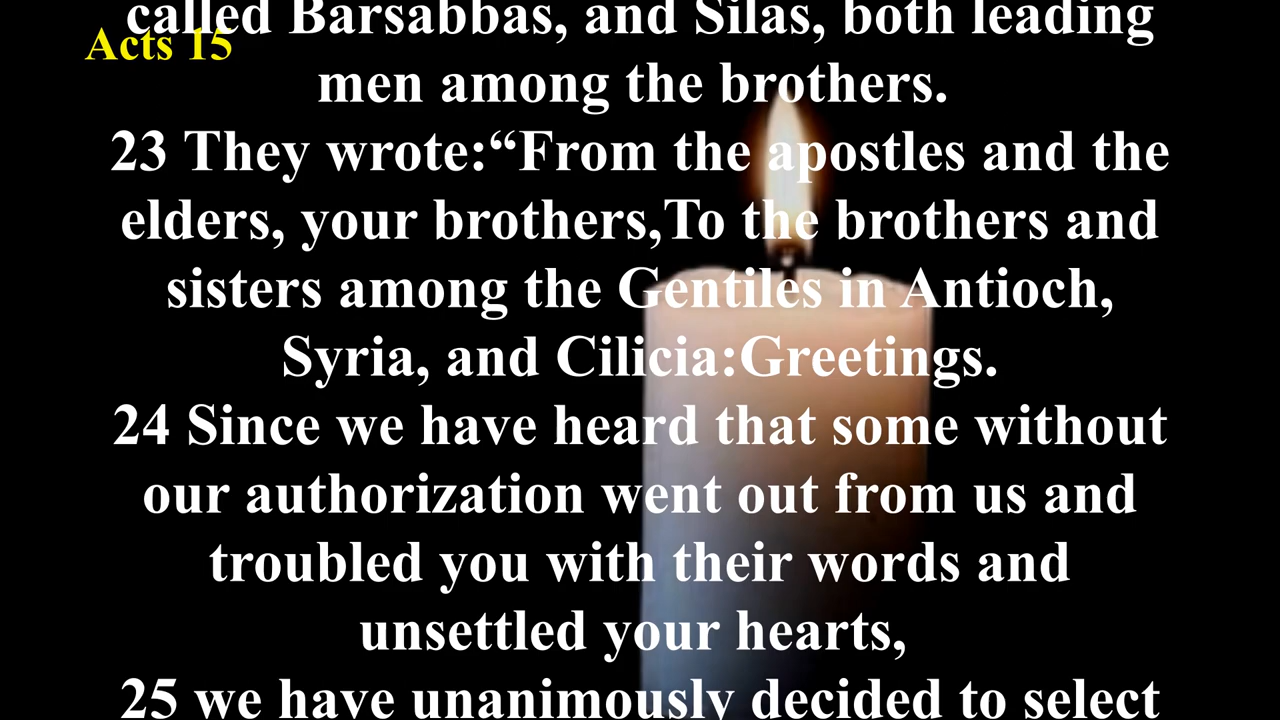 called Barsabbas, and Silas, both leading
Acts 15
men among the brothers.
23 They wrote:“From the apostles and the
elders, your brothers,To the brothers and
sisters among the Gentiles in Antioch,
Syria, and Cilicia:Greetings.
24 Since we have heard that some without
our authorization went out from us and
troubled you with their words and
unsettled your hearts,
25 we have unanimously decided to select